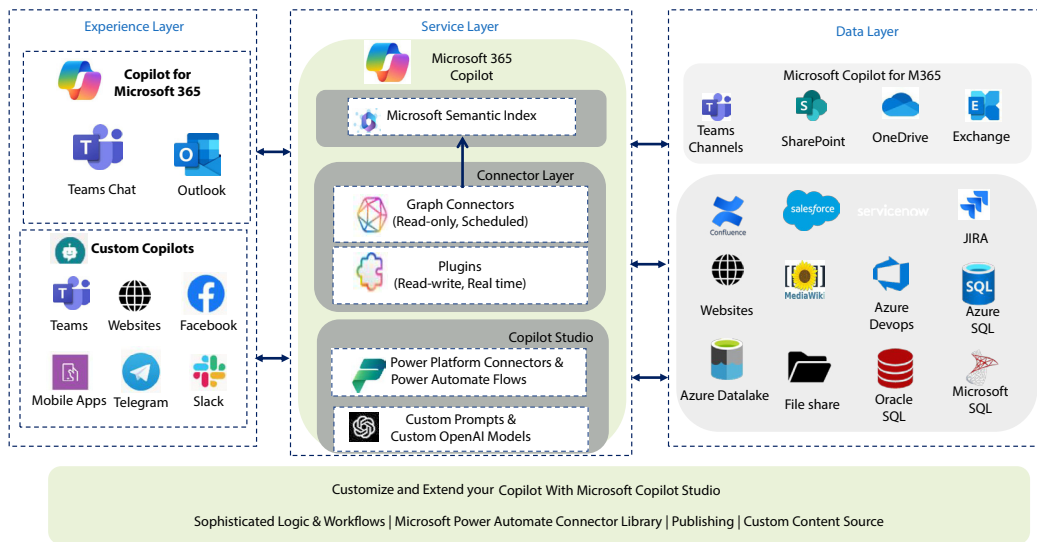 Experience Layer
Copilot for
Microsoft 365
Teams Chat
Outlook
Custom Copilots
Teams
Websites
Facebook
Mobile Apps
Telegram
Slack
Service Layer
Microsoft 365
Copilot
Microsoft Semantic Index
Connector Layer
Graph Connectors
(Read-only, Scheduled)
Plugins
(Read-write, Real time)
Copilot Studio
Power Platform Connectors &
Power Automate Flows
Custom Prompts &
Custom OpenAI Models
Data Layer
Microsoft Copilot for M365
Teams
Channels
SharePoint
OneDrive
Exchange
Confluence
salesforce
servicenow
JIRA
Websites
[[ ]]
MediaWiki
Azure
Devops
SQL
Azure
SQL
Azure Datalake
File share
Oracle
SQL
Microsoft
SQL
Customize and Extend your Copilot With Microsoft Copilot Studio
Sophisticated Logic & Workflows | Microsoft Power Automate Connector Library | Publishing | Custom Content Source